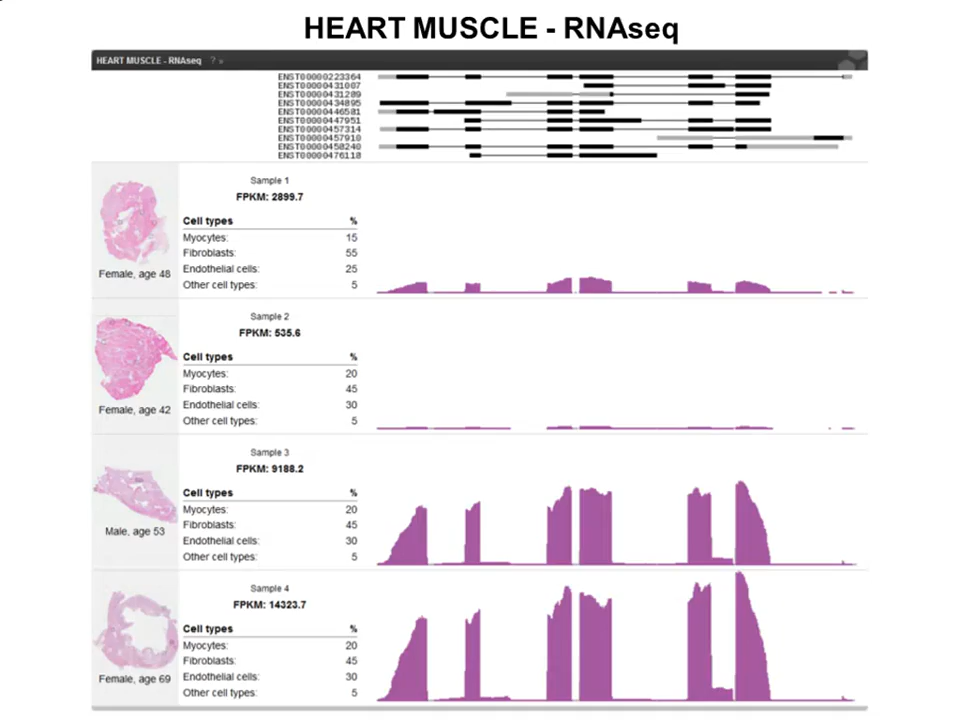 HEART MUSCLE - RNAseq
HEART MUSCLE - RNAseq ? »
ENST00000223364
ENST00000431007
ENST00000431289
ENST00000434895
ENST00000446581
ENST00000447951
ENST00000457314
ENST00000457910
ENST00000458240
ENST00000476118
Sample 1
FPKM: 2899.7
Cell types %
Myocytes: 15
Fibroblasts: 55
Endothelial cells: 25
Other cell types: 5
Female, age 48
Sample 2
FPKM: 535.6
Cell types %
Myocytes: 20
Fibroblasts: 45
Endothelial cells: 30
Other cell types: 5
Female, age 42
Sample 3
FPKM: 9188.2
Cell types %
Myocytes: 20
Fibroblasts: 45
Endothelial cells: 30
Other cell types: 5
Male, age 53
Sample 4
FPKM: 14323.7
Cell types %
Myocytes: 20
Fibroblasts: 45
Endothelial cells: 30
Other cell types: 5
Female, age 69